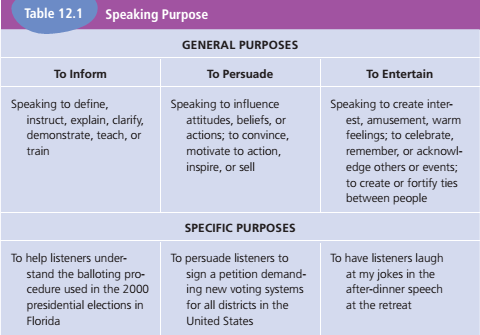 Table 12.1 Speaking Purpose
GENERAL PURPOSES
To Inform
Speaking to define,
instruct, explain, clarify,
demonstrate, teach, or
train
To Persuade
Speaking to influence
attitudes, beliefs, or
actions; to convince,
motivate to action,
inspire, or sell
To Entertain
Speaking to create inter-
est, amusement, warm
feelings; to celebrate,
remember, or acknowl-
edge others or events;
to create or fortify ties
between people
SPECIFIC PURPOSES
To help listeners under-
stand the balloting pro-
cedure used in the 2000
presidential elections in
Florida
To persuade listeners to
sign a petition demand-
ing new voting systems
for all districts in the
United States
To have listeners laugh
at my jokes in the
after-dinner speech
at the retreat